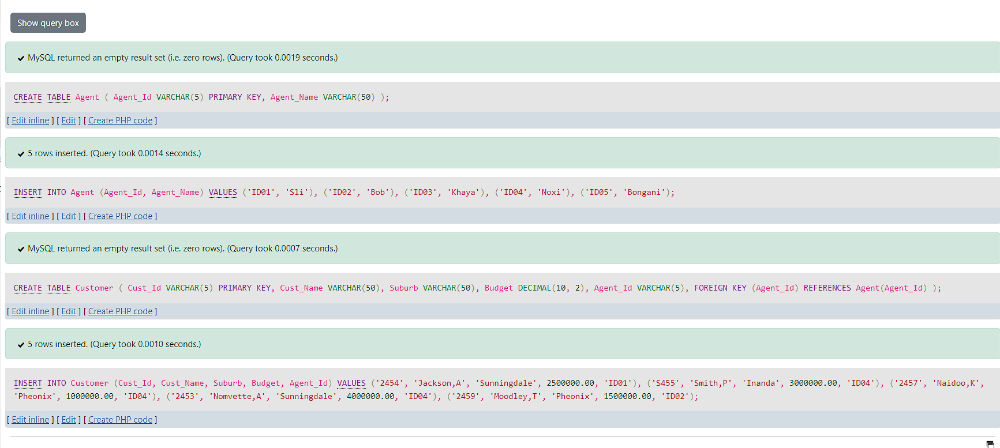 Show query box
MySQL returned an empty result set (i.e. zero rows). (Query took 0.0019 seconds.)
CREATE TABLE Agent ( Agent_Id VARCHAR(5) PRIMARY KEY, Agent_Name VARCHAR(50) );
[ Edit inline ] [ Edit ] [ Create PHP code ]
5 rows inserted. (Query took 0.0014 seconds.)
INSERT INTO Agent (Agent_Id, Agent_Name) VALUES ('ID01', 'Sli'), ('ID02', 'Bob'), ('ID03', 'Khaya'), ('ID04', 'Noxi'), ('ID05', 'Bongani');
[ Edit inline ] [ Edit ] [ Create PHP code ]
MySQL returned an empty result set (i.e. zero rows). (Query took 0.0007 seconds.)
CREATE TABLE Customer ( Cust_Id VARCHAR(5) PRIMARY KEY, Cust_Name VARCHAR(50), Suburb VARCHAR(50), Budget DECIMAL(10, 2), Agent_Id VARCHAR(5), FOREIGN KEY (Agent_Id) REFERENCES Agent(Agent_Id) );
[ Edit inline ] [ Edit ] [ Create PHP code ]
5 rows inserted. (Query took 0.0010 seconds.)
INSERT INTO Customer (Cust_Id, Cust_Name, Suburb, Budget, Agent_Id) VALUES ('2454', 'Jackson,A', 'Sunningdale', 2500000.00, 'ID01'), ('S455', 'Smith,P', 'Inanda', 3000000.00, 'ID04'), ('2457', 'Naidoo,K',
'Pheonix', 1000000.00, 'ID04'), ('2453', 'Nomvette,A', 'Sunningdale', 4000000.00, 'ID04'), ('2459', 'Moodley,T', 'Pheonix', 1500000.00, 'ID02');
[ Edit inline ] [ Edit ] [ Create PHP code ]